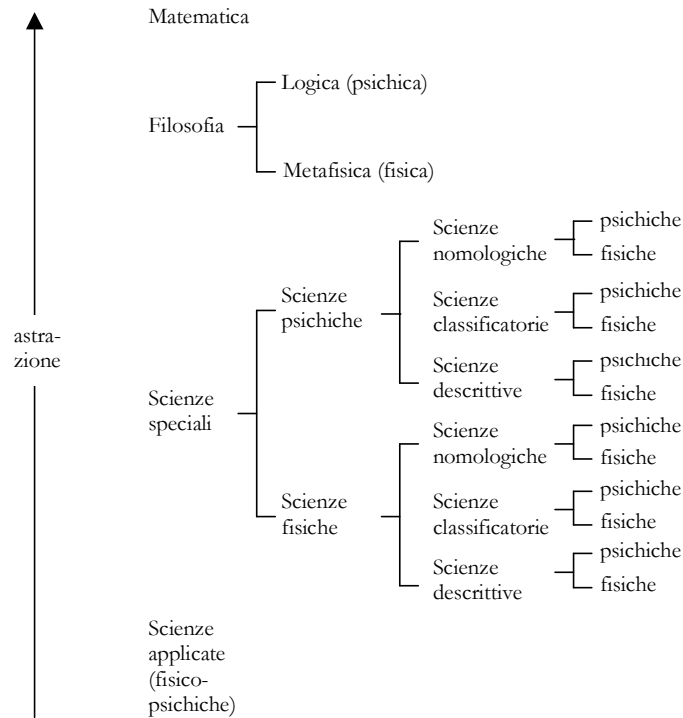 Matematica
Logica (psichica)
Filosofia
Metafisica (fisica)
Scienze
nomologiche
psichiche
fisiche
Scienze
psichiche
Scienze
classificatorie
psichiche
fisiche
astra-
zione
Scienze
descrittive
psichiche
fisiche
Scienze
speciali
Scienze
nomologiche
psichiche
fisiche
Scienze
fisiche
Scienze
classificatorie
psichiche
fisiche
Scienze
descrittive
psichiche
fisiche
Scienze
applicate
(fisico-
psichiche)